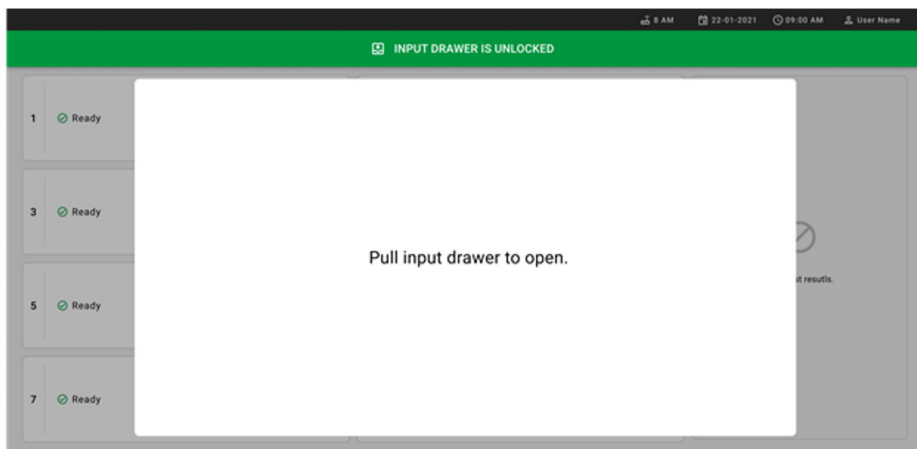 8 AM 22-01-2021 09:00 AM User Name
INPUT DRAWER IS UNLOCKED
1 Ready
3 Ready
Pull input drawer to open.
st resutls.
5 Ready
7 Ready